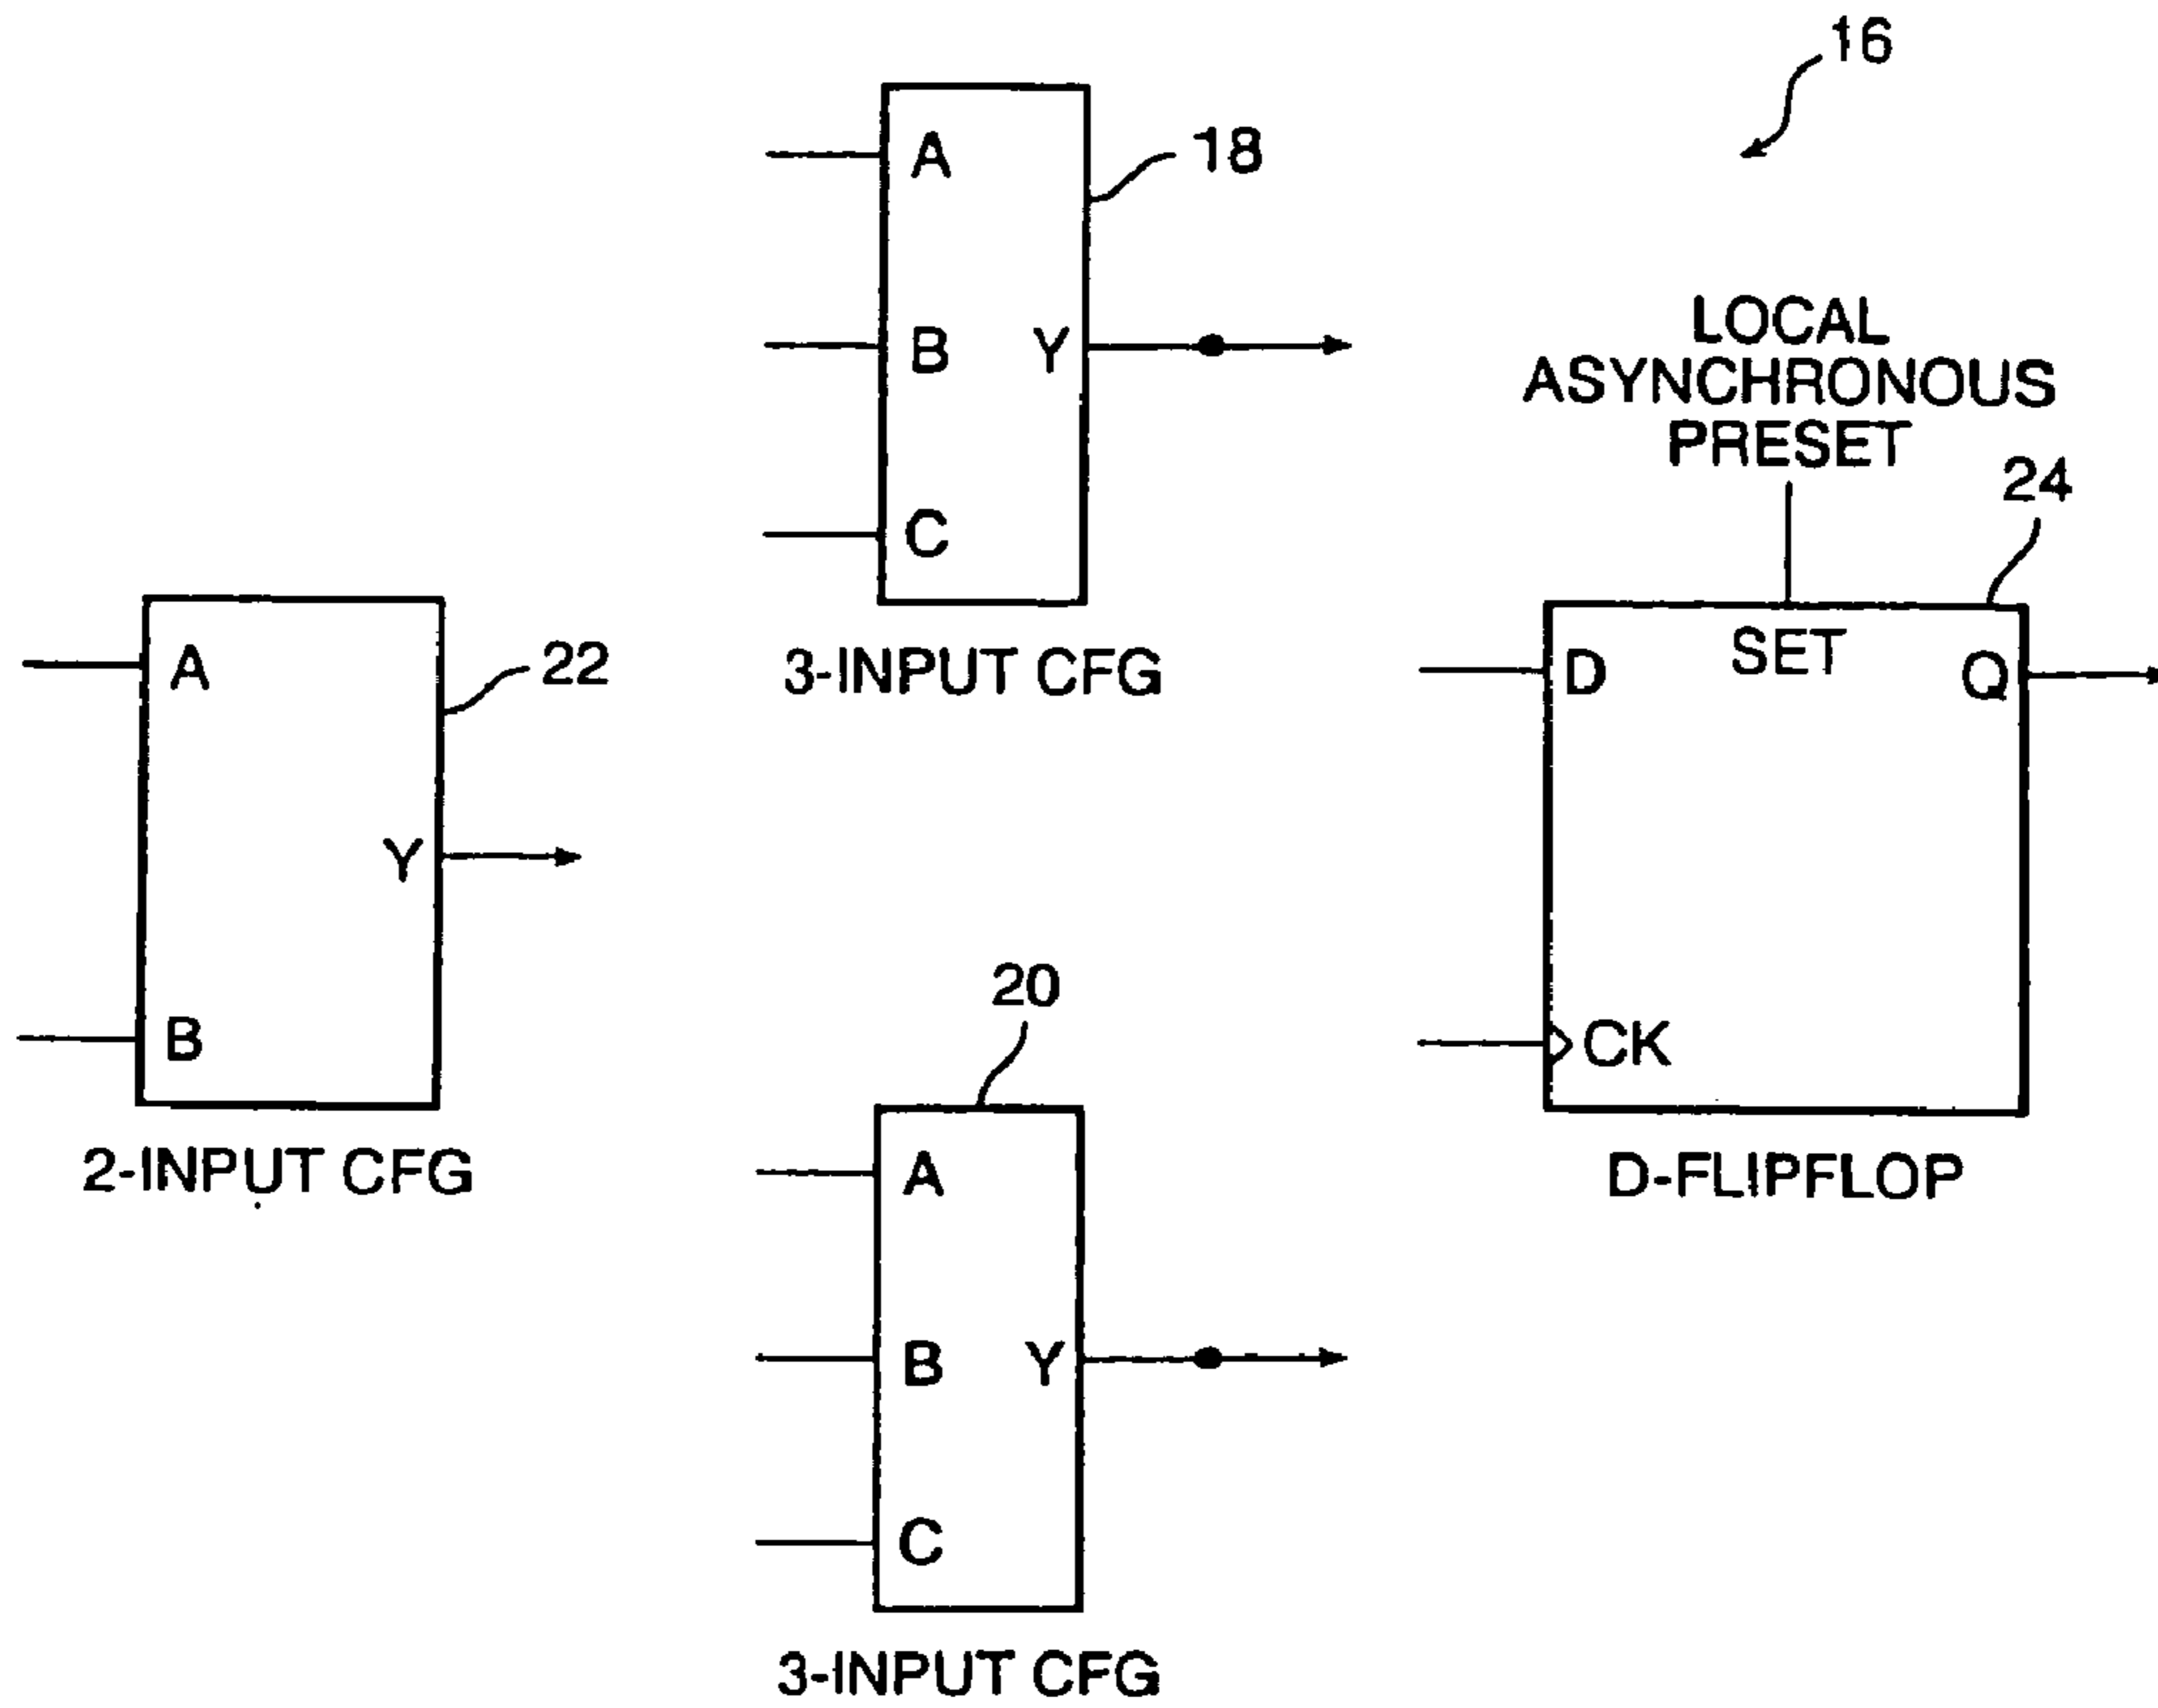 16
A
18
B
Y
C
3-INPUT CFG
LOCAL
ASYNCHRONOUS
PRESET
24
A
22
Y
B
2-INPUT CFG
D
SET
Q
CK
D-FLIPFLOP
20
A
B
Y
C
3-INPUT CFG